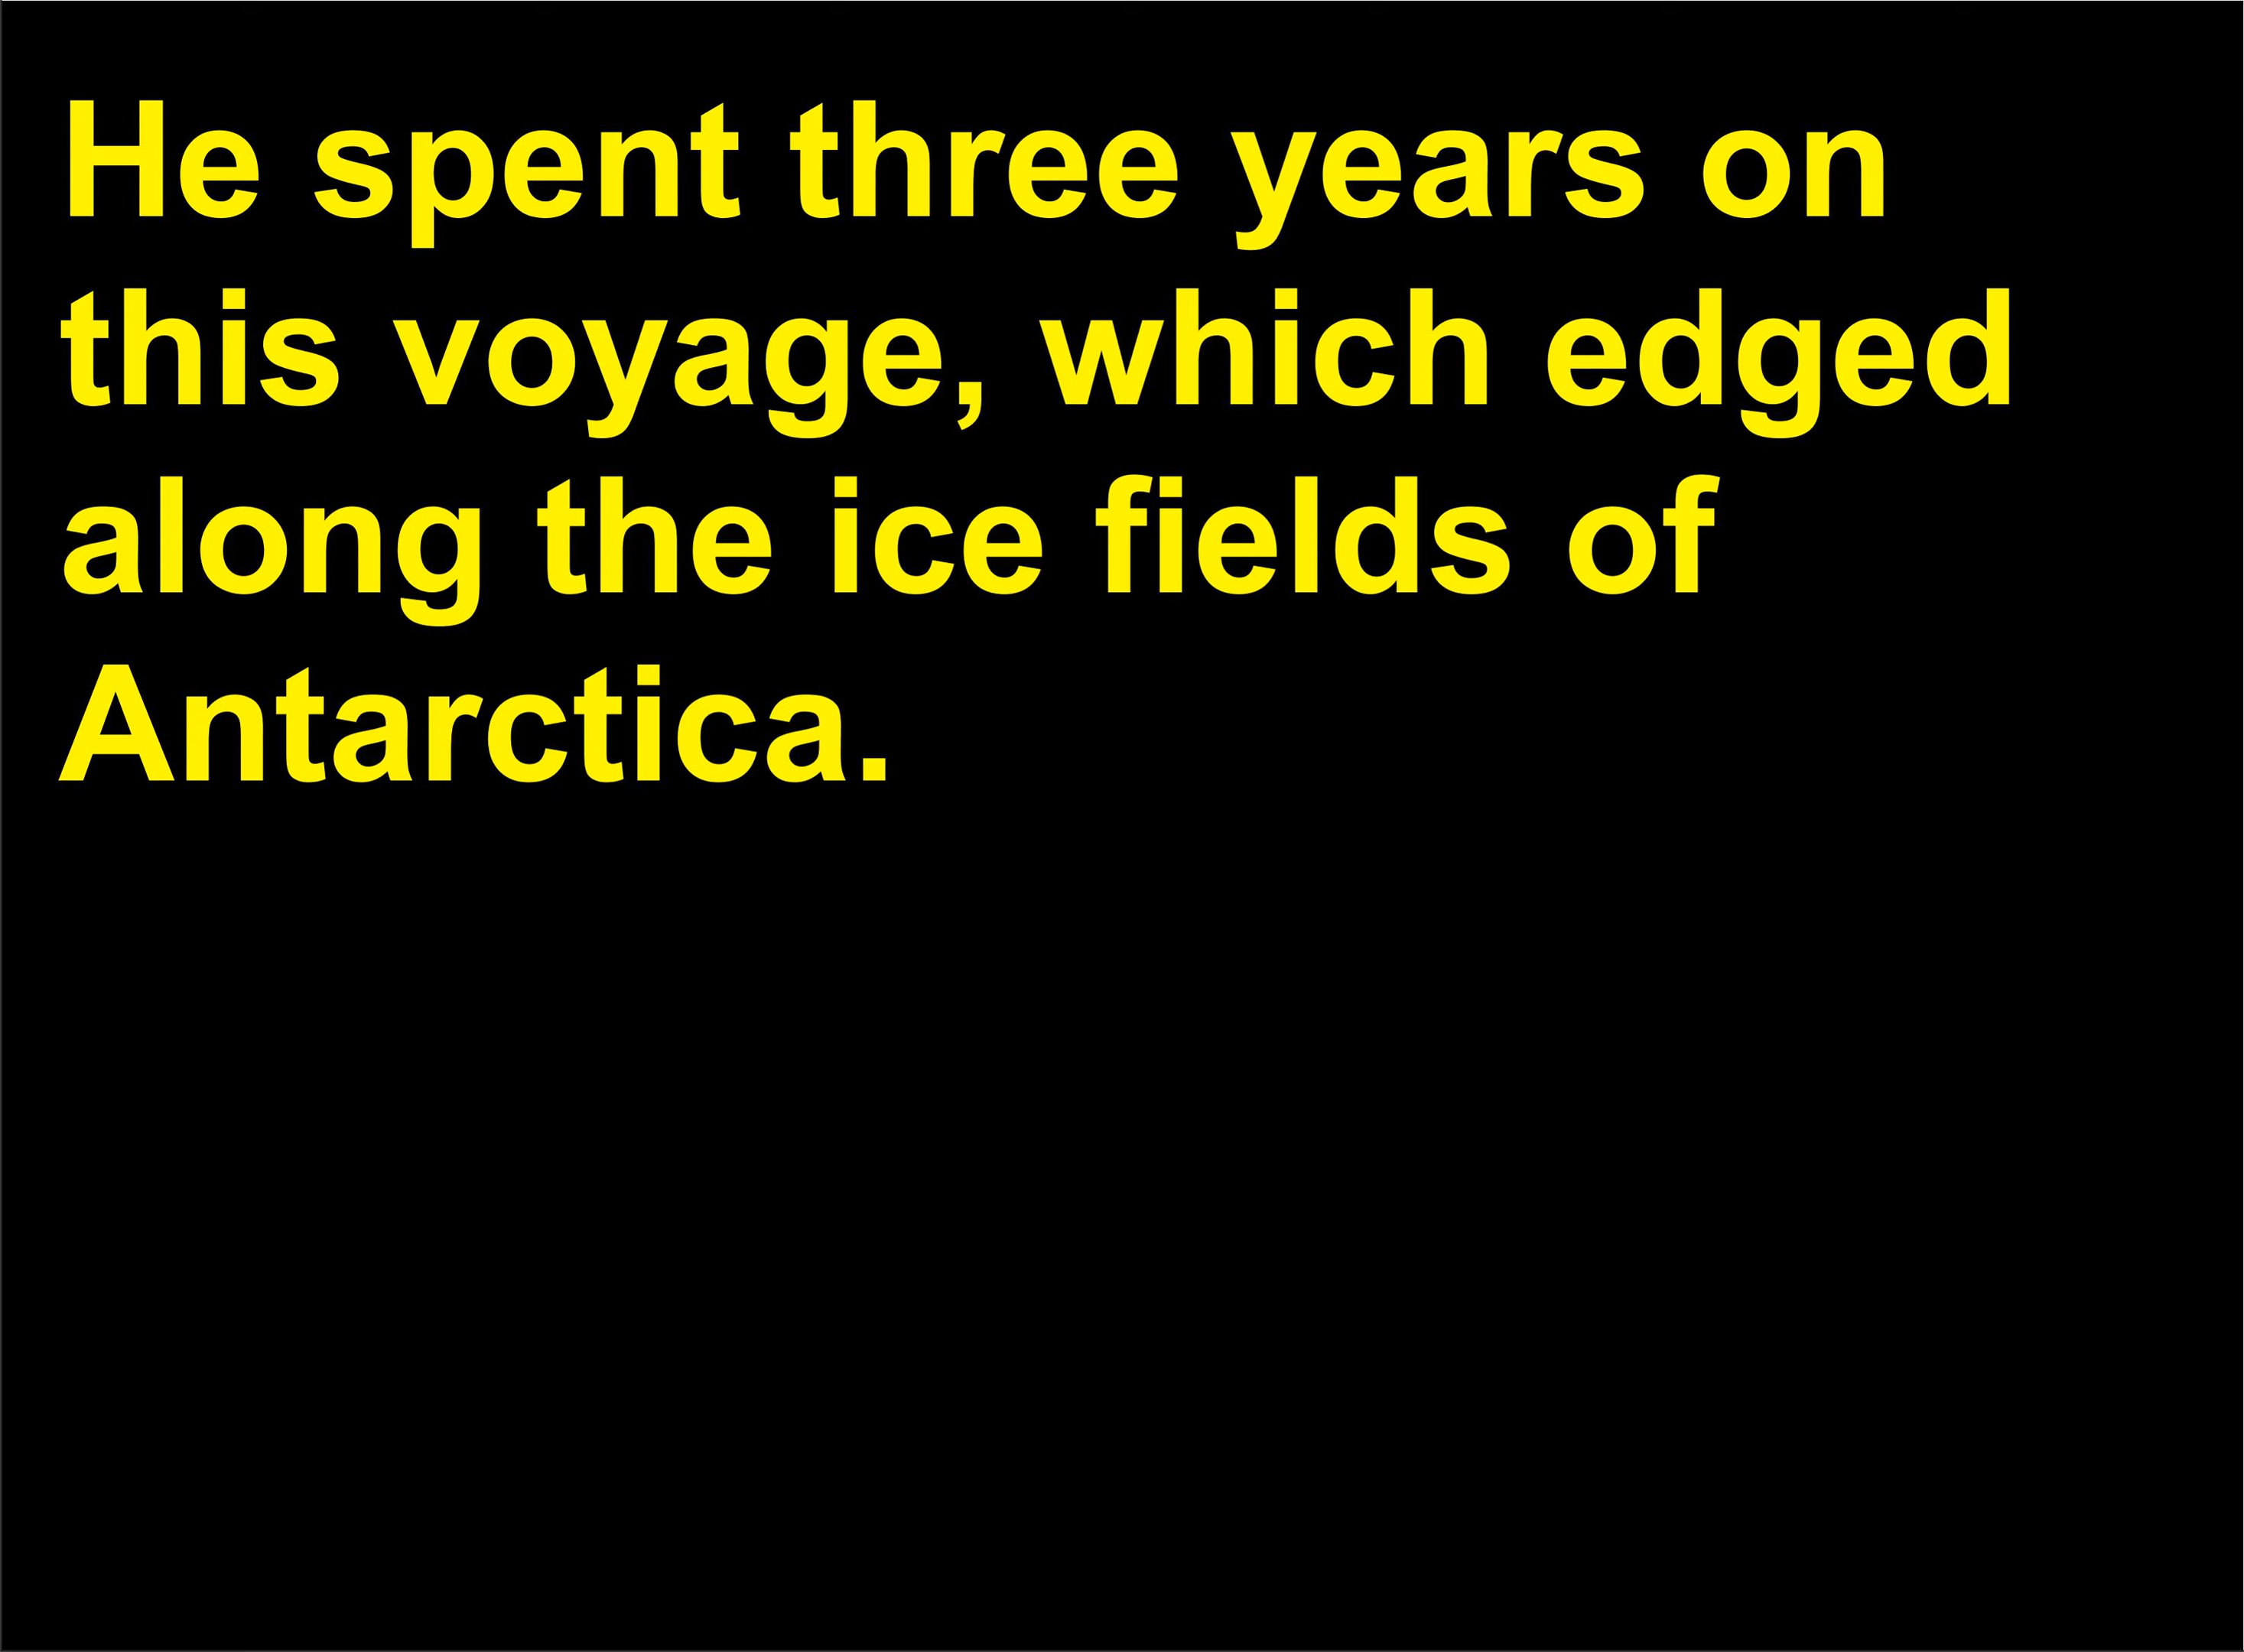 He spent three years on
this voyage, which edged
along the ice fields of
Antarctica.